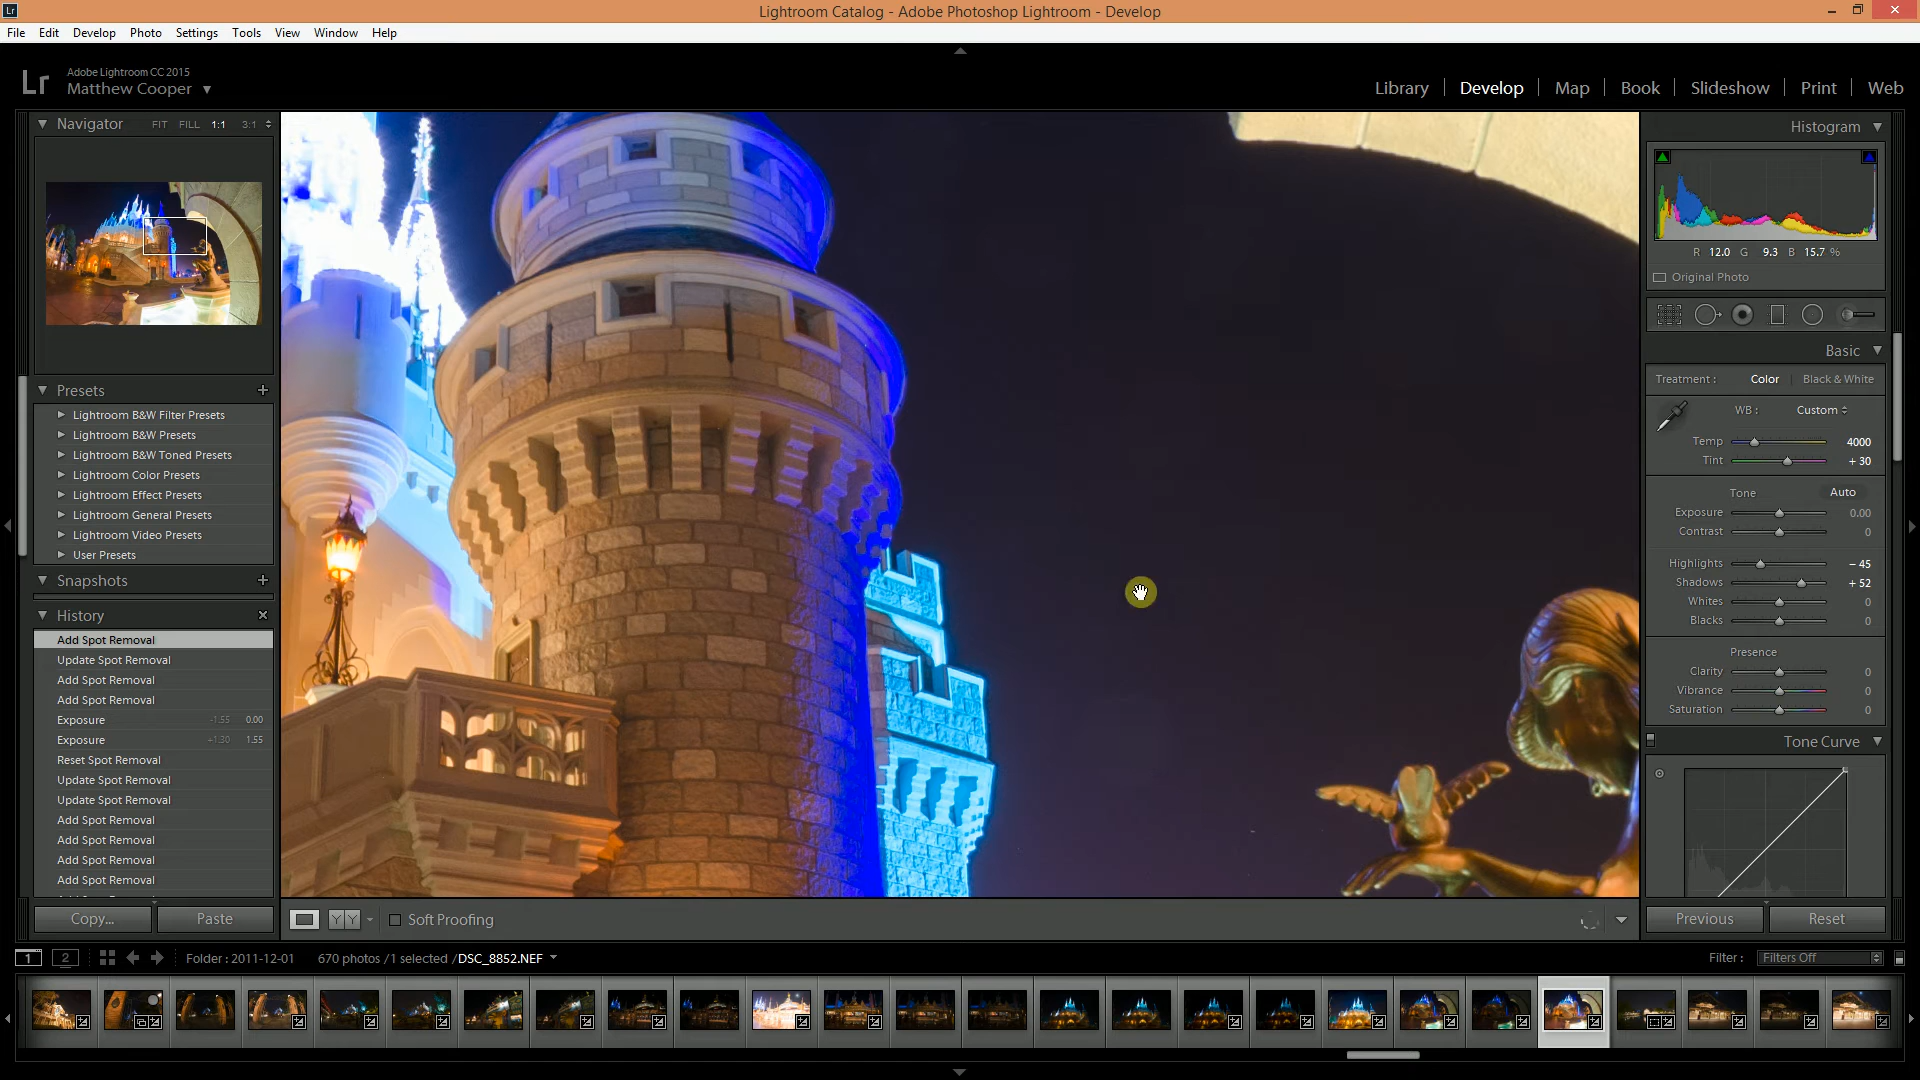 Lr
Lightroom Catalog - Adobe Photoshop Lightroom - Develop
File Edit Develop Photo Settings Tools View Window Help
Lr
Adobe Lightroom CC 2015
Matthew Cooper
Library Develop Map Book Slideshow Print Web
Navigator FIT FILL 1:1 3:1
Presets
Lightroom B&W Filter Presets
Lightroom B&W Presets
Lightroom B&W Toned Presets
Lightroom Color Presets
Lightroom Effect Presets
Lightroom General Presets
Lightroom Video Presets
User Presets
Snapshots
History
Add Spot Removal
Update Spot Removal
Add Spot Removal
Add Spot Removal
Exposure -1.55 0.00
Exposure -1.30 1.55
Reset Spot Removal
Update Spot Removal
Update Spot Removal
Add Spot Removal
Add Spot Removal
Add Spot Removal
Add Spot Removal
Copy... Paste
Soft Proofing
Histogram
R 12.0 G 9.3 B 15.7 %
Original Photo
Basic
Treatment : Color Black & White
WB : Custom
Temp 4000
Tint + 30
Tone Auto
Exposure 0.00
Contrast 0
Highlights - 45
Shadows + 52
Whites 0
Blacks 0
Presence
Clarity 0
Vibrance 0
Saturation 0
Tone Curve
Previous Reset
1 2 Folder : 2011-12-01 670 photos /1 selected /DSC_8852.NEF
Filter : Filters Off